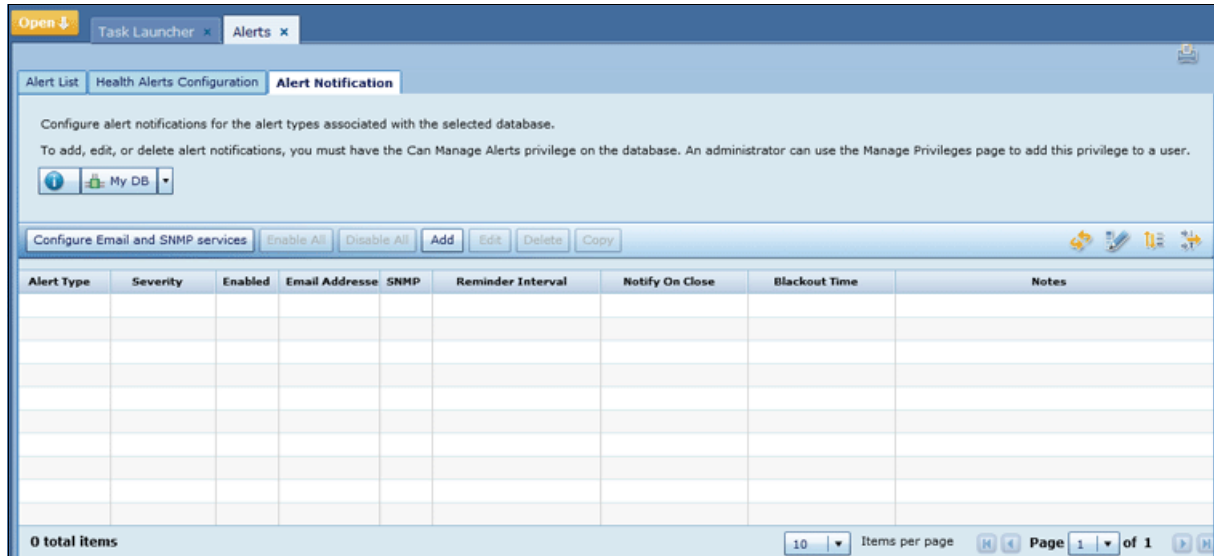 Open
Task Launcher x Alerts x
Alert List Health Alerts Configuration Alert Notification
Configure alert notifications for the alert types associated with the selected database.
To add, edit, or delete alert notifications, you must have the Can Manage Alerts privilege on the database. An administrator can use the Manage Privileges page to add this privilege to a user.
My DB
Configure Email and SNMP services Enable All Disable All Add Edit Delete Copy
Alert Type Severity Enabled Email Addresse SNMP Reminder Interval Notify On Close Blackout Time Notes
0 total items 10 Items per page Page 1 of 1